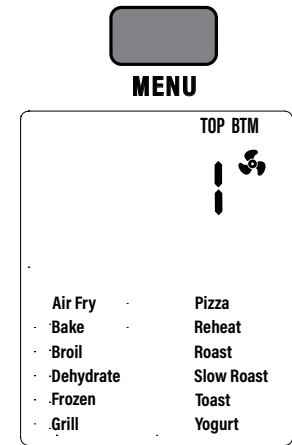 MENU
TOP BTM
1
Air Fry Pizza
Bake Reheat
Broil Roast
Dehydrate Slow Roast
Frozen Toast
Grill Yogurt